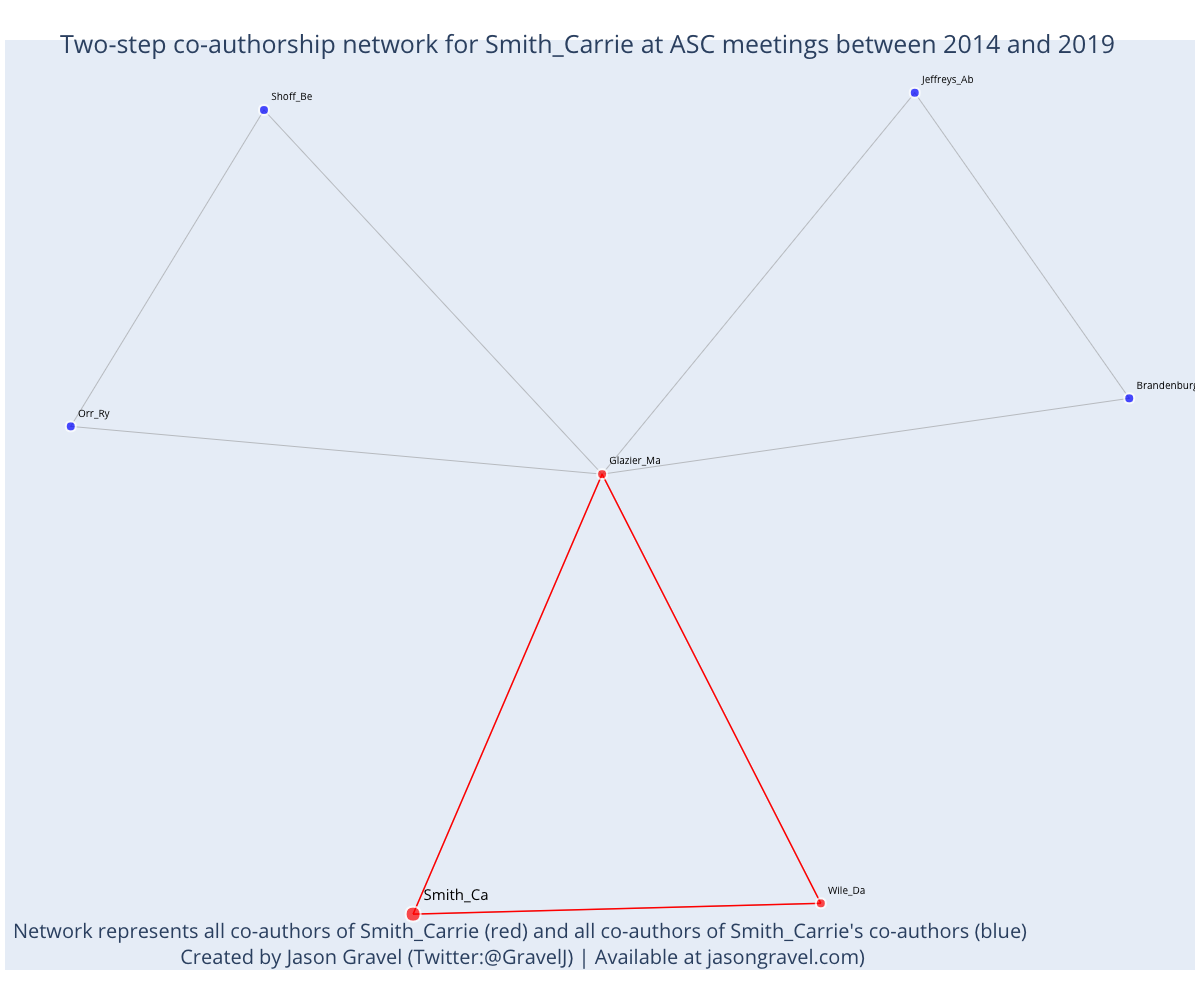 Two-step co-authorship network for Smith_Carrie at ASC meetings between 2014 and 2019
Jeffreys_Ab
Shoff_Be
Brandenburg
Orr_Ry
Glazier_Ma
Wile_Da
Smith_Ca
Network represents all co-authors of Smith_Carrie (red) and all co-authors of Smith_Carrie's co-authors (blue)
Created by Jason Gravel (Twitter:@GravelJ) | Available at jasongravel.com)